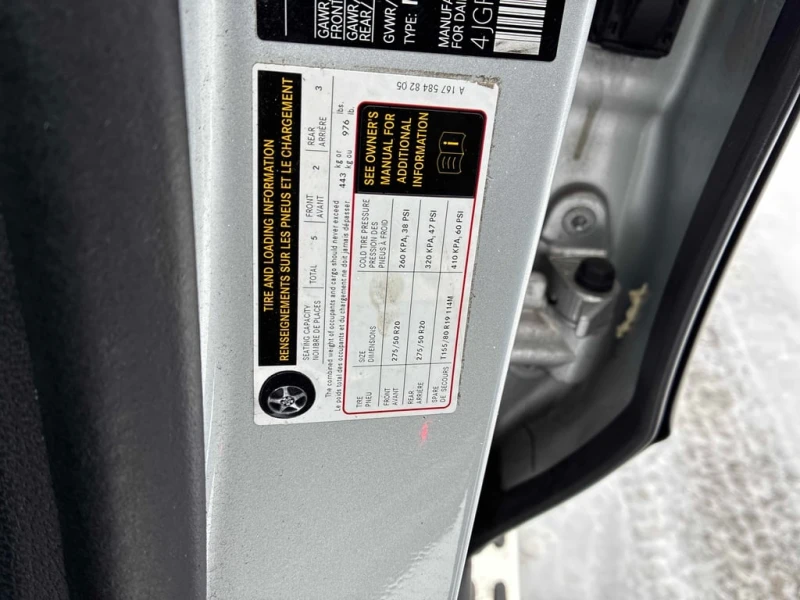 GAWR/
FRONT
GAWR/
REAR/
GVWR/
TYPE:
MANUFA
FOR DAI
4JGF
TIRE AND LOADING INFORMATION
RENSEIGNEMENTS SUR LES PNEUS ET LE CHARGEMENT
SEATING CAPACITY TOTAL 5 FRONT 2 REAR 3
NOMBRE DE PLACES AVANT ARRIÈRE
The combined weight of occupants and cargo should never exceed 443 kg or 976 lbs.
Le poids total des occupants et du chargement ne doit jamais dépasser kg ou lb.
TIRE SIZE COLD TIRE PRESSURE
PNEU DIMENSIONS PRESSION DES
PNEUS À FROID
FRONT 275/50 R20 260 KPA, 38 PSI
AVANT
REAR 275/50 R20 320 KPA, 47 PSI
ARRIÈRE
SPARE T155/80 R19 114M 410 KPA, 60 PSI
DE SECOURS
SEE OWNER'S
MANUAL FOR
ADDITIONAL
INFORMATION
i
A 167 584 82 05